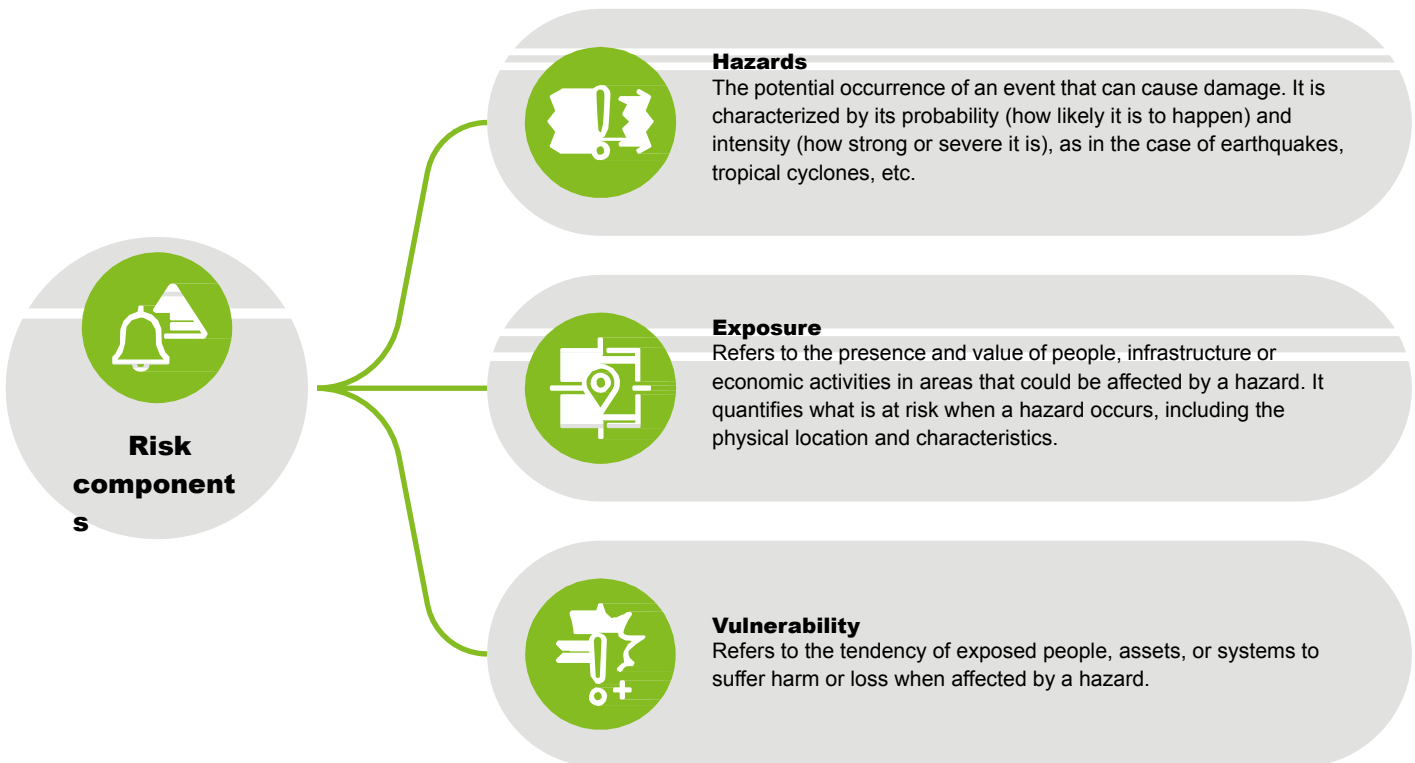 Risk
component
s
Hazards
The potential occurrence of an event that can cause damage. It is
characterized by its probability (how likely it is to happen) and
intensity (how strong or severe it is), as in the case of earthquakes,
tropical cyclones, etc.
Exposure
Refers to the presence and value of people, infrastructure or
economic activities in areas that could be affected by a hazard. It
quantifies what is at risk when a hazard occurs, including the
physical location and characteristics.
Vulnerability
Refers to the tendency of exposed people, assets, or systems to
suffer harm or loss when affected by a hazard.